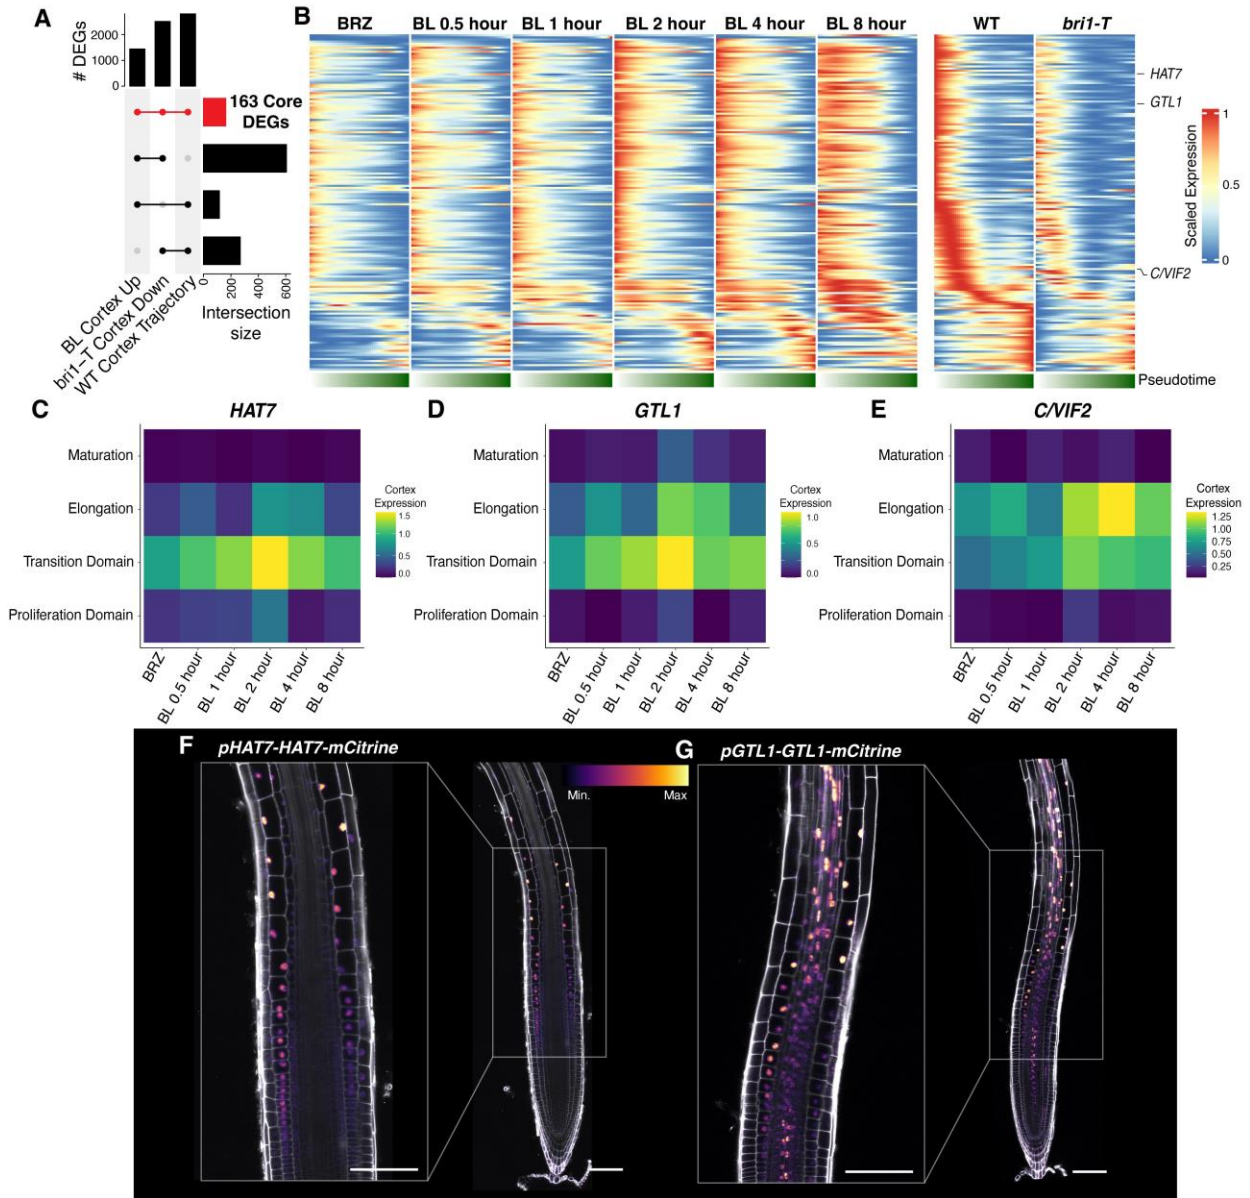 A
# DEGs
2000
1000
0
163 Core
DEGs
BL Cortex Up
bri1–T Cortex Down
WT Cortex Trajectory
0
200
400
600
Intersection
size
B
BRZ
BL 0.5 hour
BL 1 hour
BL 2 hour
BL 4 hour
BL 8 hour
WT
bri1-T
HAT7
GTL1
C/VIF2
Scaled Expression
1
0.5
0
Pseudotime
C
HAT7
Maturation
Elongation
Transition Domain
Proliferation Domain
BRZ
BL 0.5 hour
BL 1 hour
BL 2 hour
BL 4 hour
BL 8 hour
Cortex
Expression
1.5
1.0
0.5
0.0
D
GTL1
Maturation
Elongation
Transition Domain
Proliferation Domain
BRZ
BL 0.5 hour
BL 1 hour
BL 2 hour
BL 4 hour
BL 8 hour
Cortex
Expression
1.0
0.5
0.0
E
C/VIF2
Maturation
Elongation
Transition Domain
Proliferation Domain
BRZ
BL 0.5 hour
BL 1 hour
BL 2 hour
BL 4 hour
BL 8 hour
Cortex
Expression
1.25
1.00
0.75
0.50
0.25
F
pHAT7-HAT7-mCitrine
Min.
Max
G
pGTL1-GTL1-mCitrine